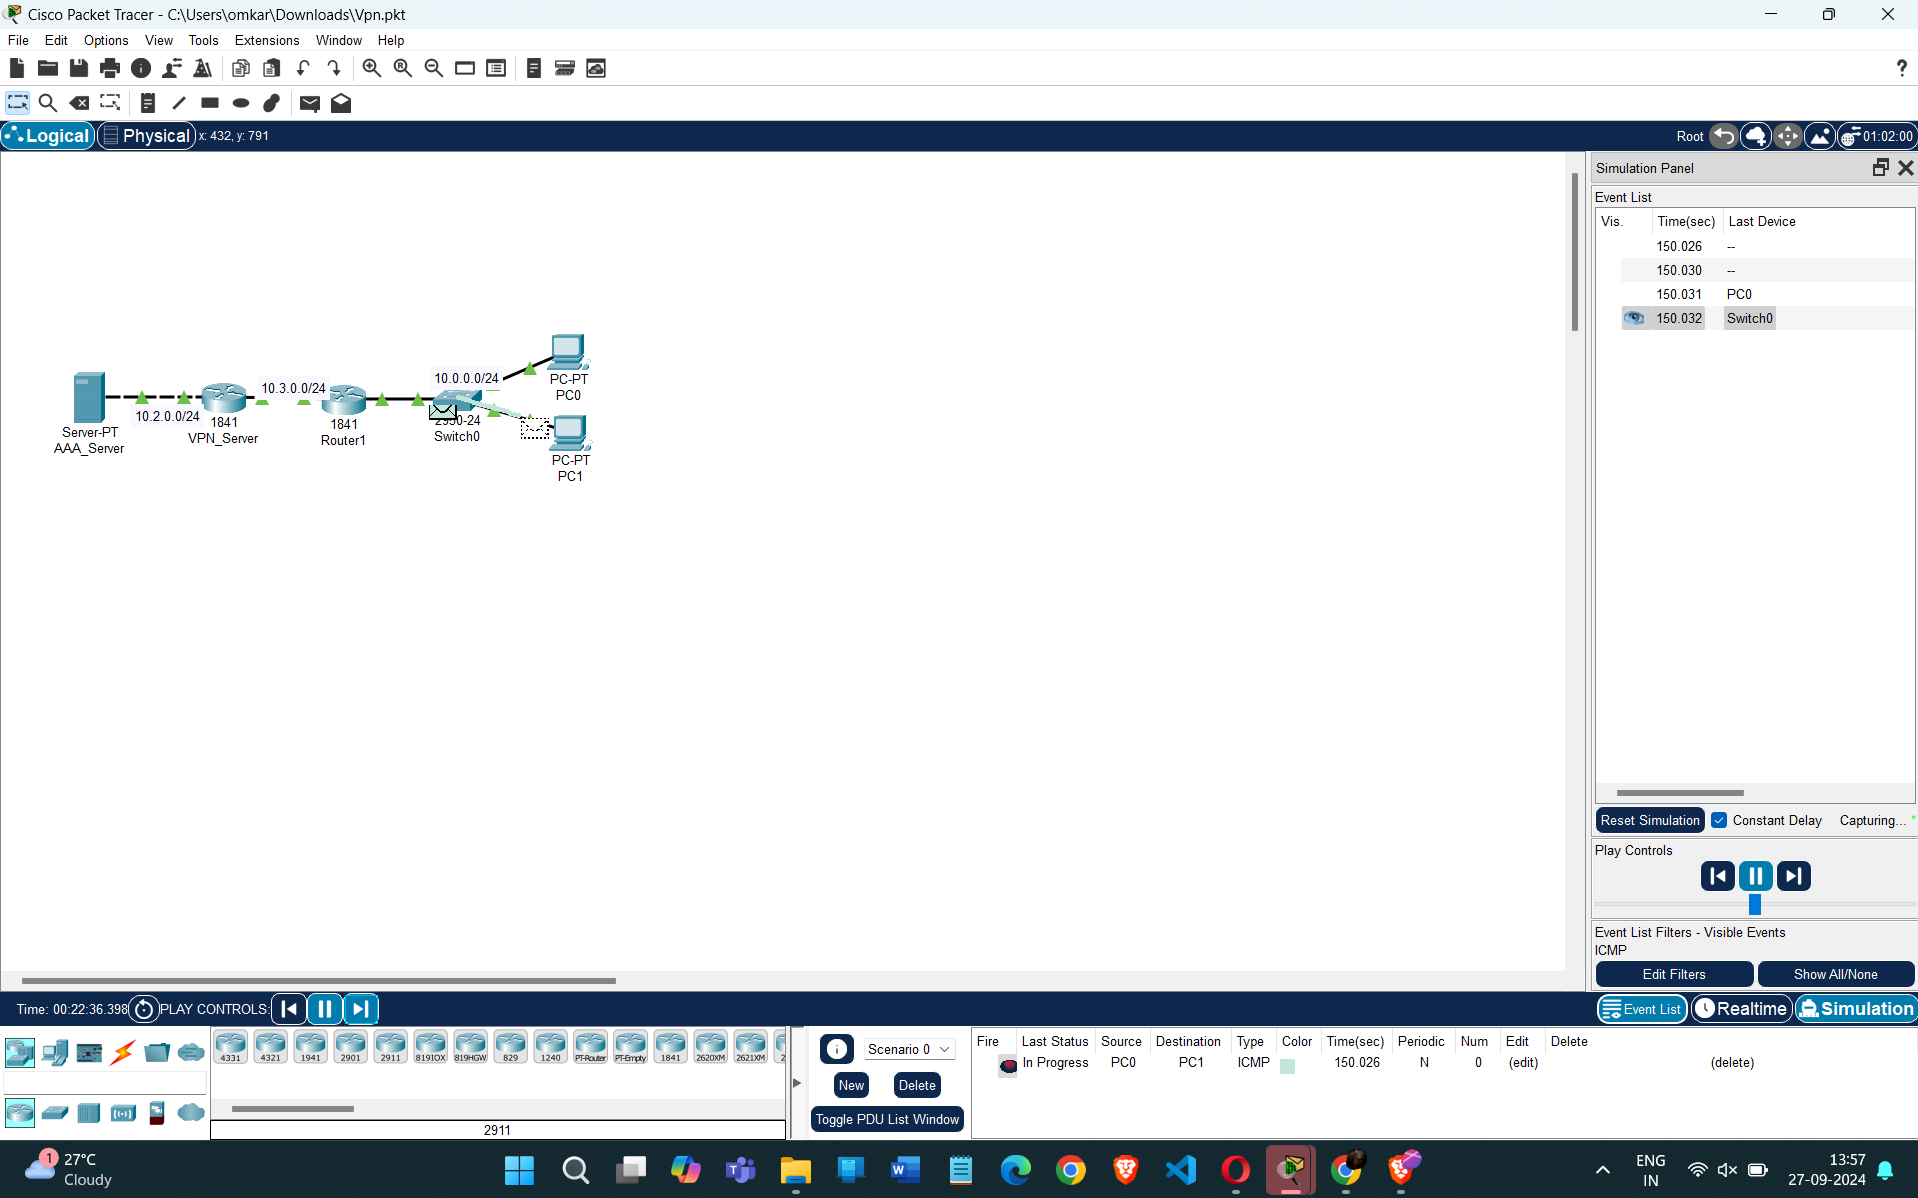 Cisco Packet Tracer - C:\Users\omkar\Downloads\Vpn.pkt
File Edit Options View Tools Extensions Window Help
?
Logical Physical x: 432, y: 791 Root 01:02:00
Simulation Panel
Event List
Vis. Time(sec) Last Device
150.026 --
150.030 --
150.031 PC0
150.032 Switch0
10.0.0.0/24
PC-PT
PC0
10.3.0.0/24
10.2.0.0/24
Server-PT
AAA_Server
1841
VPN_Server
1841
Router1
2950-24
Switch0
PC-PT
PC1
Reset Simulation Constant Delay Capturing...
Play Controls
Event List Filters - Visible Events
ICMP
Edit Filters Show All/None
Time: 00:22:36.398 PLAY CONTROLS: Event List Realtime Simulation
4331 4321 1941 2901 2911 819IOX 819HGW 829 1240 PT-Router PT-Empty 1841 2620XM 2621XM 2
2911
Scenario 0
New Delete
Toggle PDU List Window
Fire Last Status Source Destination Type Color Time(sec) Periodic Num Edit Delete
In Progress PC0 PC1 ICMP 150.026 N 0 (edit) (delete)
1
27°C
Cloudy
ENG
IN
13:57
27-09-2024